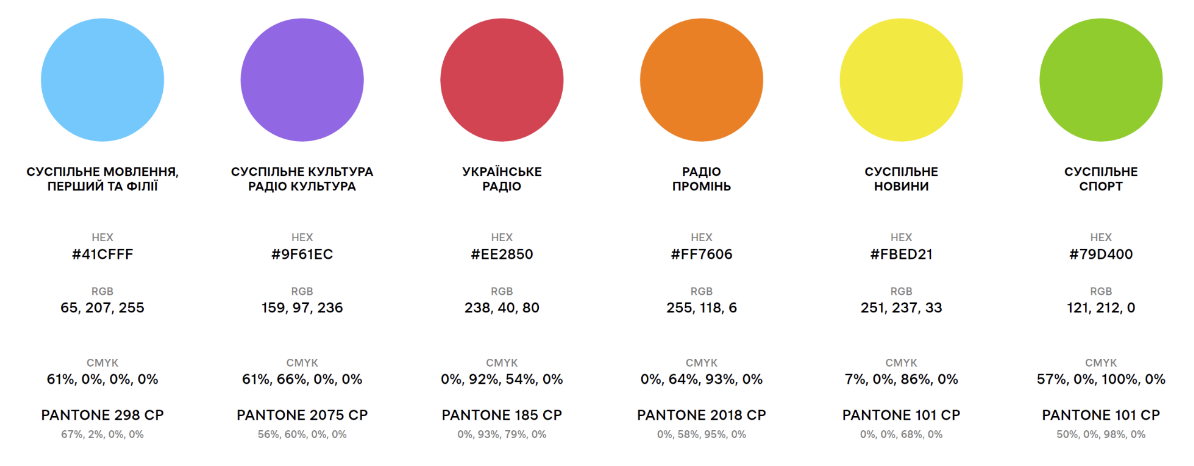 СУСПІЛЬНЕ МОВЛЕННЯ,
ПЕРШИЙ ТА ФІЛІЇ
HEX
#41CFFF
RGB
65, 207, 255
CMYK
61%, 0%, 0%, 0%
PANTONE 298 CP
67%, 2%, 0%, 0%
СУСПІЛЬНЕ КУЛЬТУРА
РАДІО КУЛЬТУРА
HEX
#9F61EC
RGB
159, 97, 236
CMYK
61%, 66%, 0%, 0%
PANTONE 2075 CP
56%, 60%, 0%, 0%
УКРАЇНСЬКЕ
РАДІО
HEX
#EE2850
RGB
238, 40, 80
CMYK
0%, 92%, 54%, 0%
PANTONE 185 CP
0%, 93%, 79%, 0%
РАДІО
ПРОМІНЬ
HEX
#FF7606
RGB
255, 118, 6
CMYK
0%, 64%, 93%, 0%
PANTONE 2018 CP
0%, 58%, 95%, 0%
СУСПІЛЬНЕ
НОВИНИ
HEX
#FBED21
RGB
251, 237, 33
CMYK
7%, 0%, 86%, 0%
PANTONE 101 CP
0%, 0%, 68%, 0%
СУСПІЛЬНЕ
СПОРТ
HEX
#79D400
RGB
121, 212, 0
CMYK
57%, 0%, 100%, 0%
PANTONE 101 CP
50%, 0%, 98%, 0%